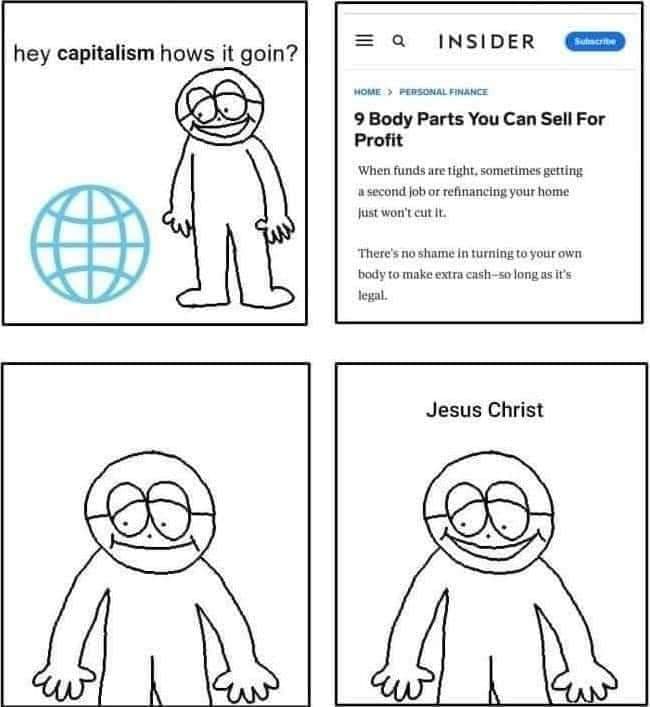 hey capitalism hows it goin?
INSIDER
Subscribe
HOME > PERSONAL FINANCE
9 Body Parts You Can Sell For
Profit
When funds are tight, sometimes getting
a second job or refinancing your home
just won't cut it.
There's no shame in turning to your own
body to make extra cash—so long as it's
legal.
Jesus Christ